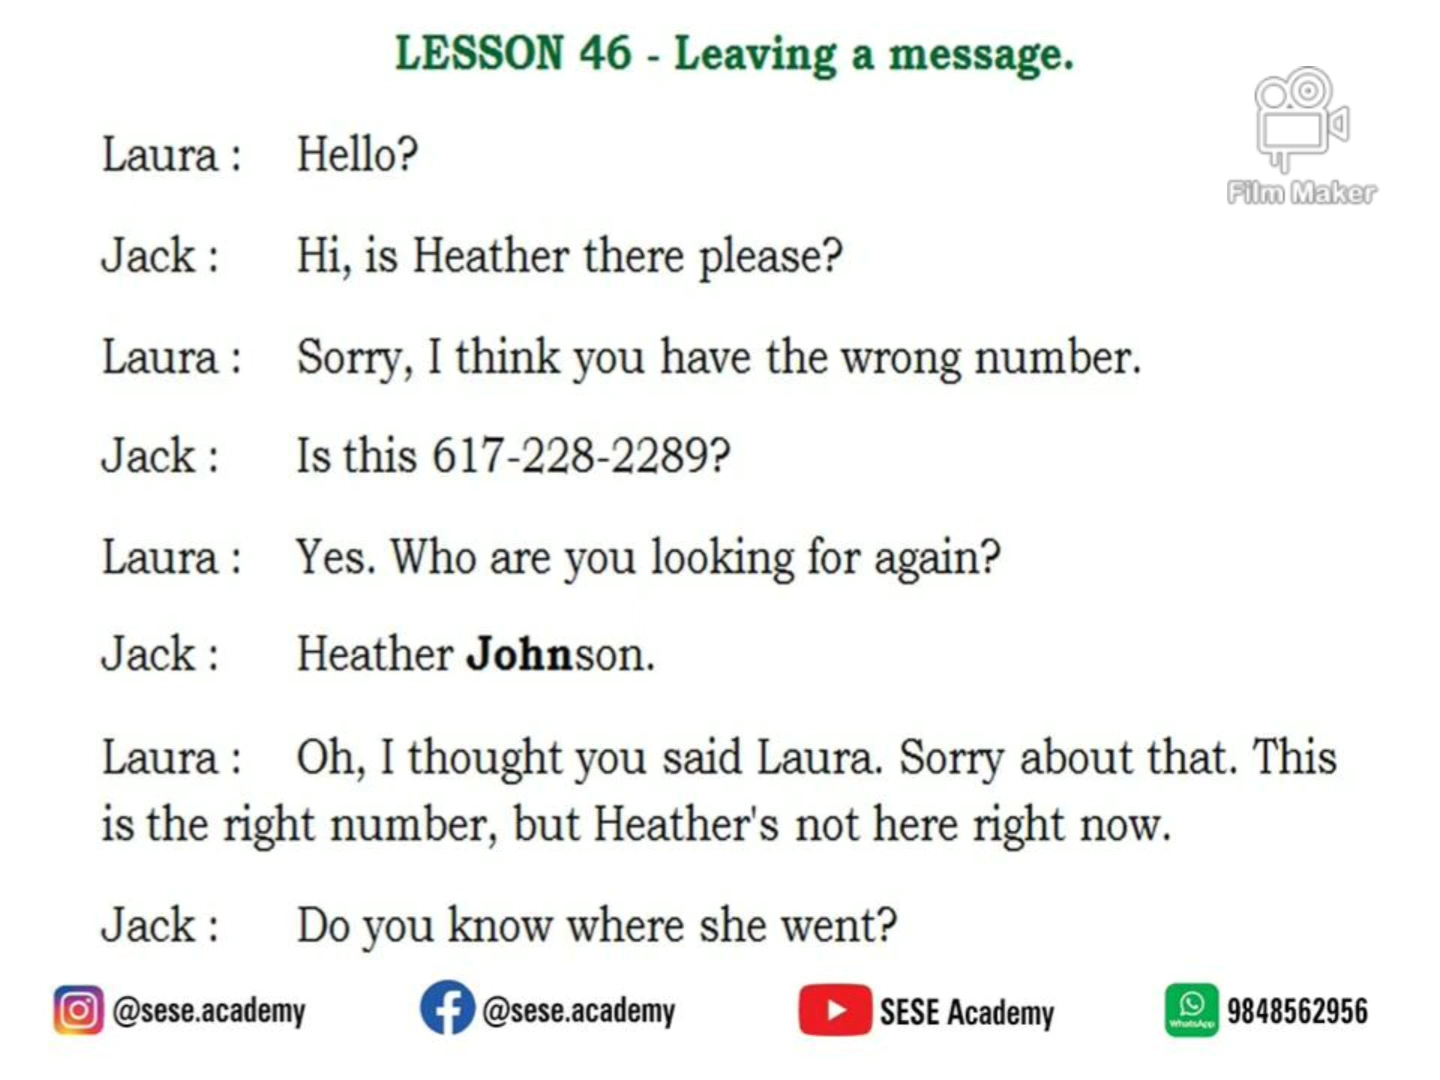 LESSON 46 - Leaving a message.
Film Maker
Laura : Hello?
Jack : Hi, is Heather there please?
Laura : Sorry, I think you have the wrong number.
Jack : Is this 617-228-2289?
Laura : Yes. Who are you looking for again?
Jack : Heather Johnson.
Laura : Oh, I thought you said Laura. Sorry about that. This
is the right number, but Heather's not here right now.
Jack : Do you know where she went?
@sese.academy @sese.academy SESE Academy WhatsApp 9848562956